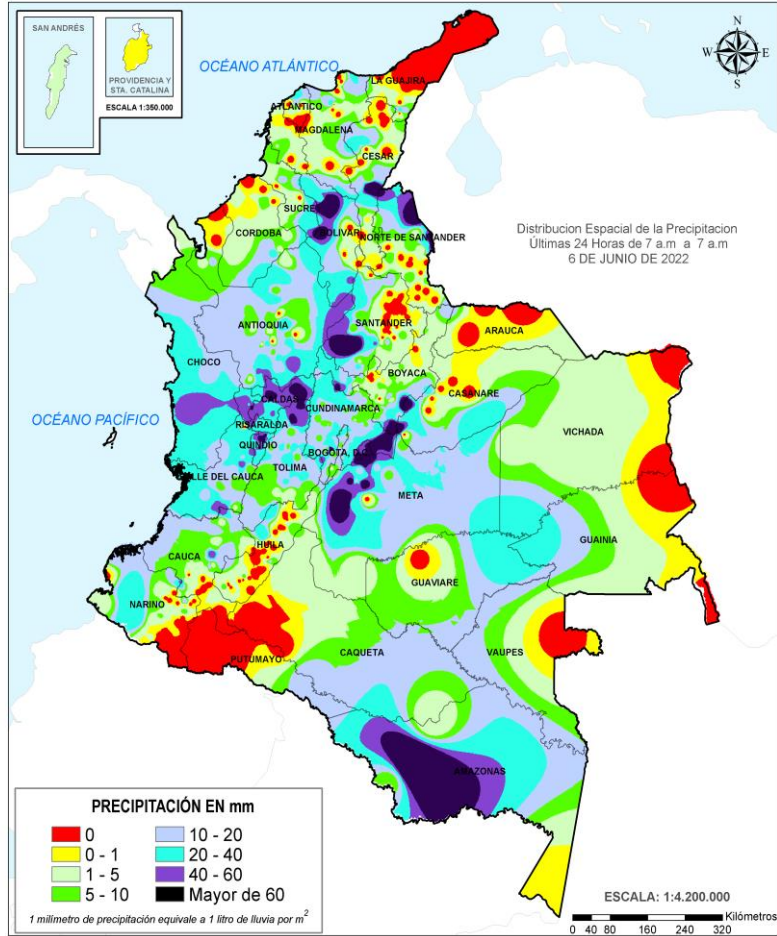 SAN ANDRÉS
PROVIDENCIA Y
STA. CATALINA
ESCALA 1:350.000
OCÉANO ATLÁNTICO
N
W
E
S
LA GUAJIRA
ATLANTICO
MAGDALENA
CESAR
SUCRE
CORDOBA
BOLIVAR
NORTE DE SANTANDER
Distribucion Espacial de la Precipitacion
Últimas 24 Horas de 7 a.m a 7 a.m
6 DE JUNIO DE 2022
ANTIOQUIA
SANTANDER
ARAUCA
CHOCO
BOYACA
CASANARE
OCÉANO PACÍFICO
CALDAS
CUNDINAMARCA
RISARALDA
VICHADA
QUINDIO
BOGOTA, D.C.
TOLIMA
VALLE DEL CAUCA
META
GUAINIA
HUILA
CAUCA
GUAVIARE
NARINO
PUTUMAYO
CAQUETA
VAUPES
AMAZONAS
PRECIPITACIÓN EN mm
0
0 - 1
1 - 5
5 - 10
10 - 20
20 - 40
40 - 60
Mayor de 60
1 milímetro de precipitación equivale a 1 litro de lluvia por m²
ESCALA: 1:4.200.000
Kilómetros
0 40 80 160 240 320